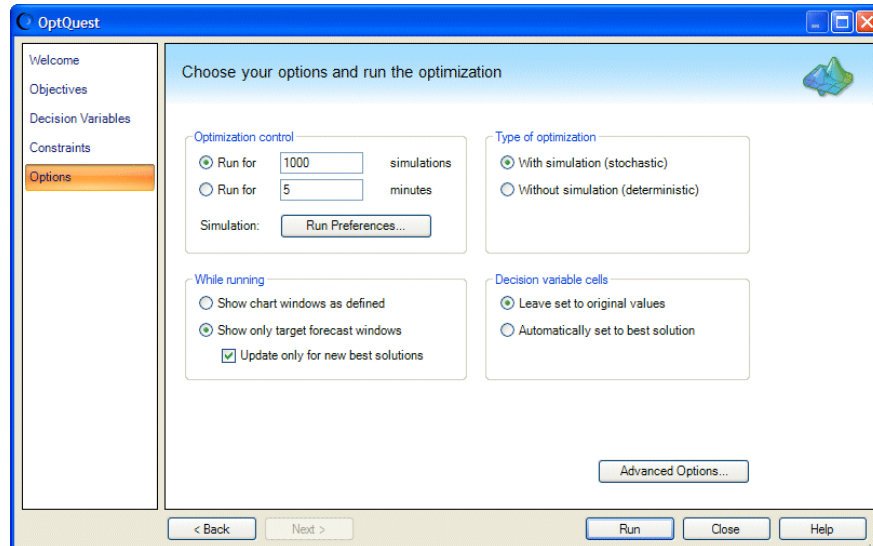 OptQuest
Welcome
Objectives
Decision Variables
Constraints
Options
Choose your options and run the optimization
Optimization control
Run for 1000 simulations
Run for 5 minutes
Simulation: Run Preferences...
Type of optimization
With simulation (stochastic)
Without simulation (deterministic)
While running
Show chart windows as defined
Show only target forecast windows
Update only for new best solutions
Decision variable cells
Leave set to original values
Automatically set to best solution
Advanced Options...
< Back Next > Run Close Help